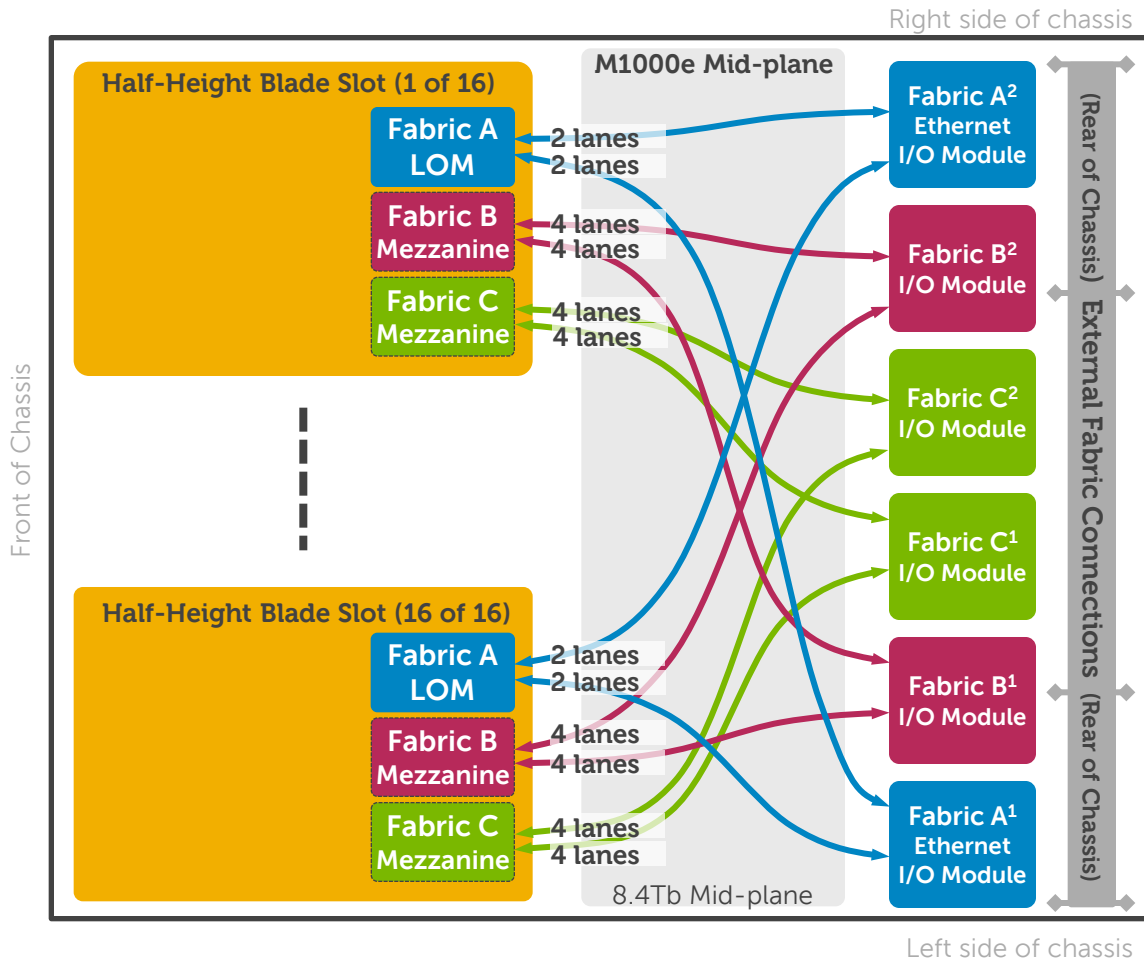 Right side of chassis
Half-Height Blade Slot (1 of 16)
Fabric A
LOM
Fabric B
Mezzanine
Fabric C
Mezzanine
M1000e Mid-plane
2 lanes
2 lanes
4 lanes
4 lanes
4 lanes
4 lanes
Fabric A²
Ethernet
I/O Module
Fabric B²
I/O Module
Fabric C²
I/O Module
Fabric C¹
I/O Module
Fabric B¹
I/O Module
Fabric A¹
Ethernet
I/O Module
(Rear of Chassis)
External Fabric Connections
(Rear of Chassis)
Front of Chassis
Half-Height Blade Slot (16 of 16)
Fabric A
LOM
Fabric B
Mezzanine
Fabric C
Mezzanine
2 lanes
2 lanes
4 lanes
4 lanes
4 lanes
4 lanes
8.4Tb Mid-plane
Left side of chassis